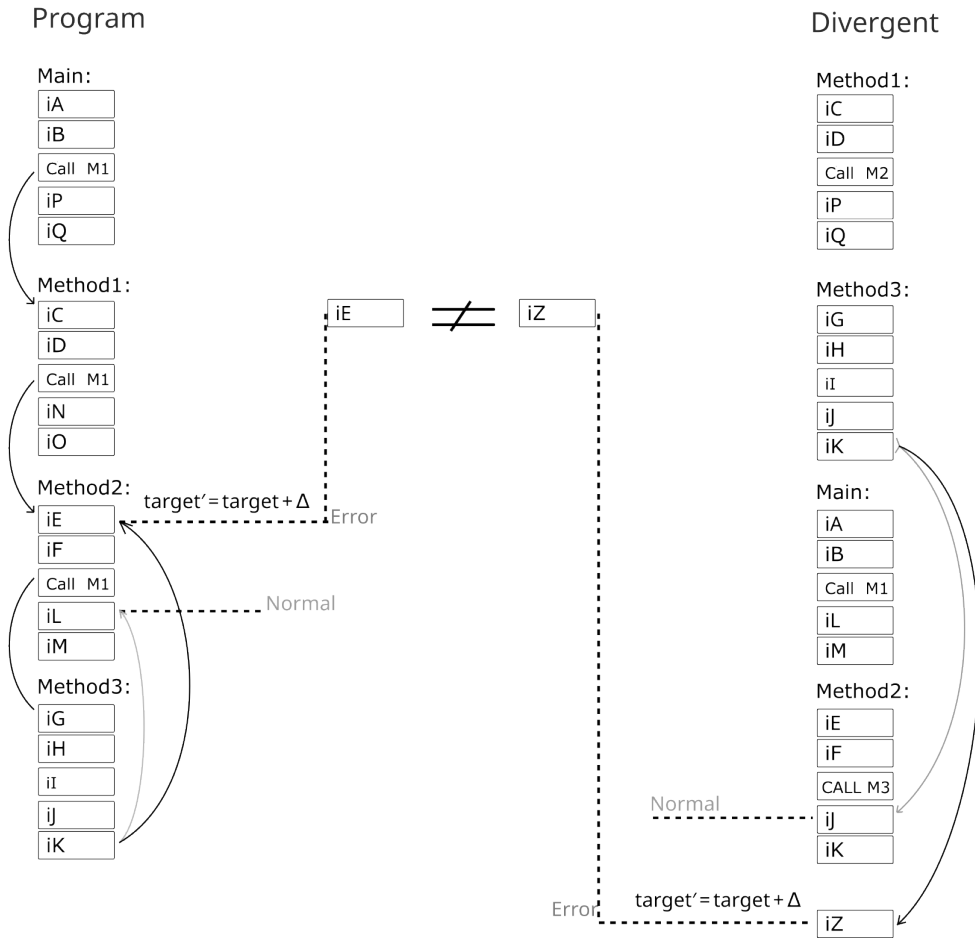 Program
Main:
iA
iB
Call M1
iP
iQ
Method1:
iC
iD
Call M1
iN
iO
Method2:
iE
iF
Call M1
iL
iM
Method3:
iG
iH
iI
iJ
iK
target′ = target + Δ
Error
Normal
iE
iZ
Normal
Error
target′ = target + Δ
Divergent
Method1:
iC
iD
Call M2
iP
iQ
Method3:
iG
iH
iI
iJ
iK
Main:
iA
iB
Call M1
iL
iM
Method2:
iE
iF
CALL M3
iJ
iK
iZ